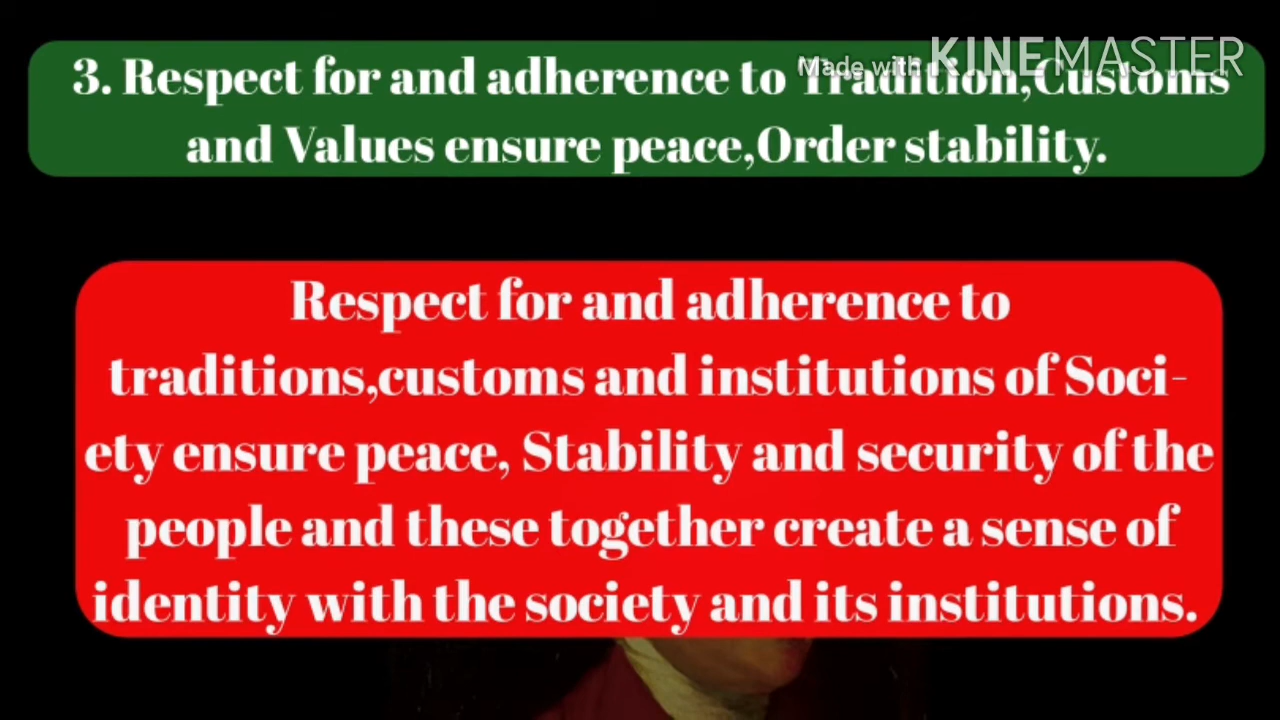 Made with KINEMASTER
3. Respect for and adherence to Tradition,Customs
and Values ensure peace,Order stability.
Respect for and adherence to
traditions,customs and institutions of Soci-
ety ensure peace, Stability and security of the
people and these together create a sense of
identity with the society and its institutions.